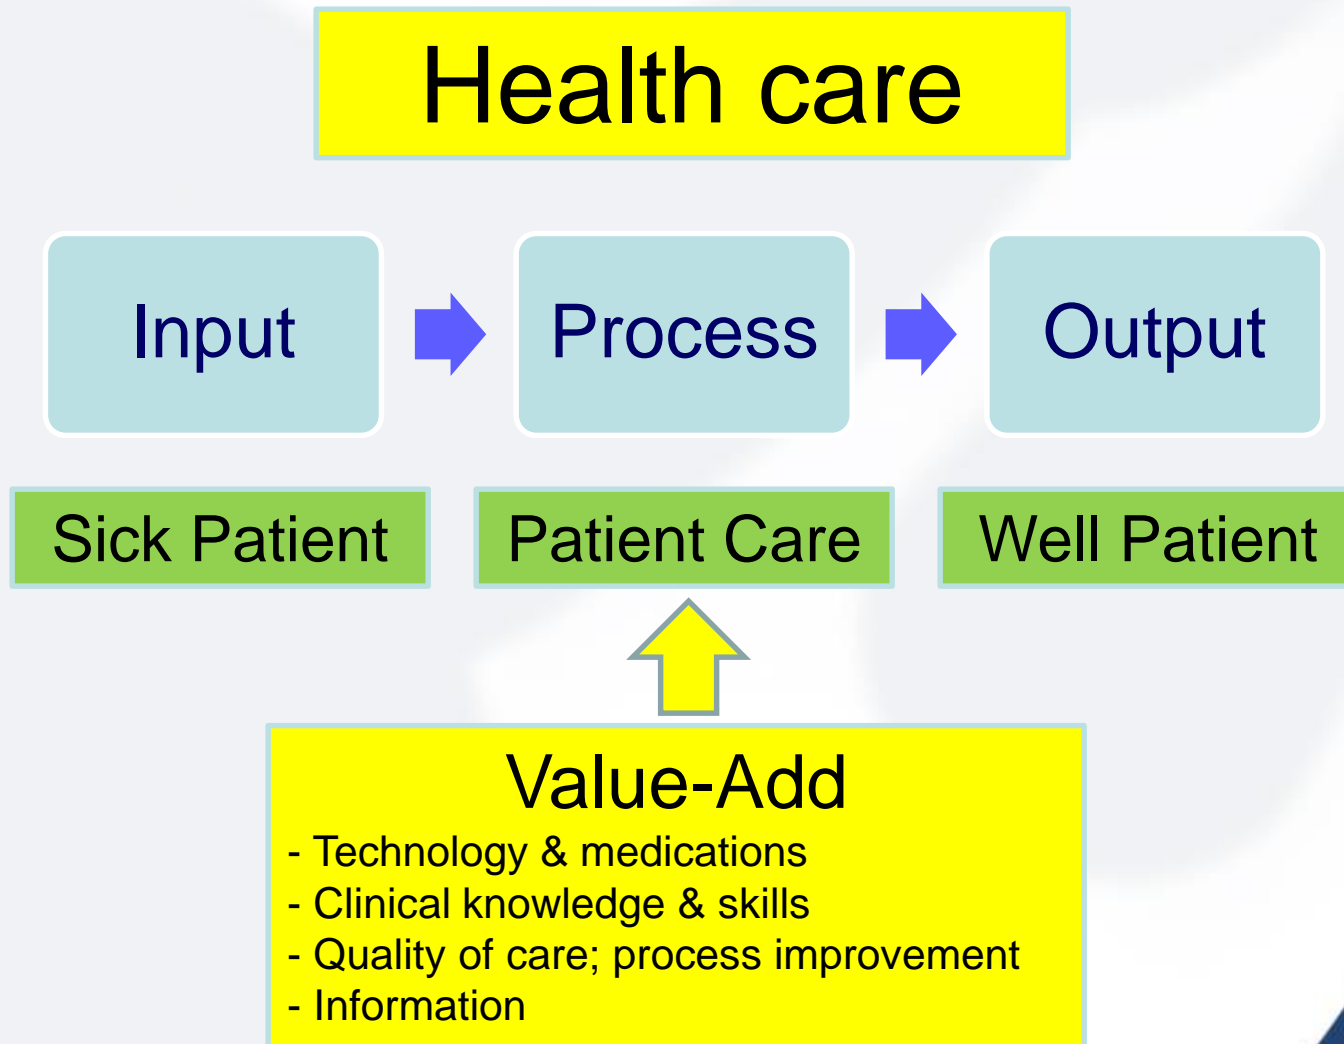 Health care
Input
Process
Output
Sick Patient
Patient Care
Well Patient
Value-Add
- Technology & medications
- Clinical knowledge & skills
- Quality of care; process improvement
- Information